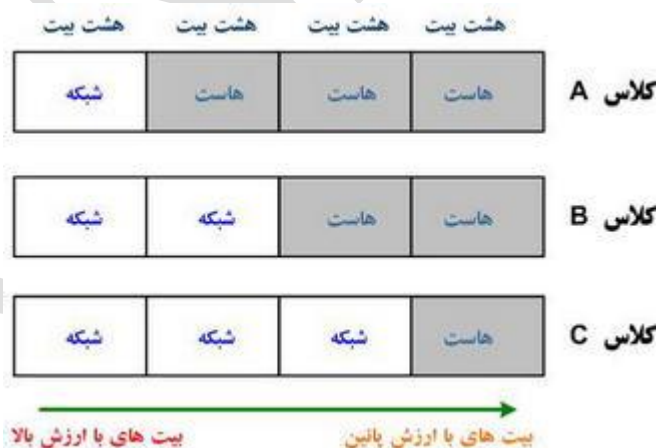 هشت بیت هشت بیت هشت بیت هشت بیت
کلاس A هاست هاست هاست شبکه
کلاس B هاست هاست شبکه شبکه
کلاس C هاست شبکه شبکه شبکه
بیت های با ارزش پائین بیت های با ارزش بالا